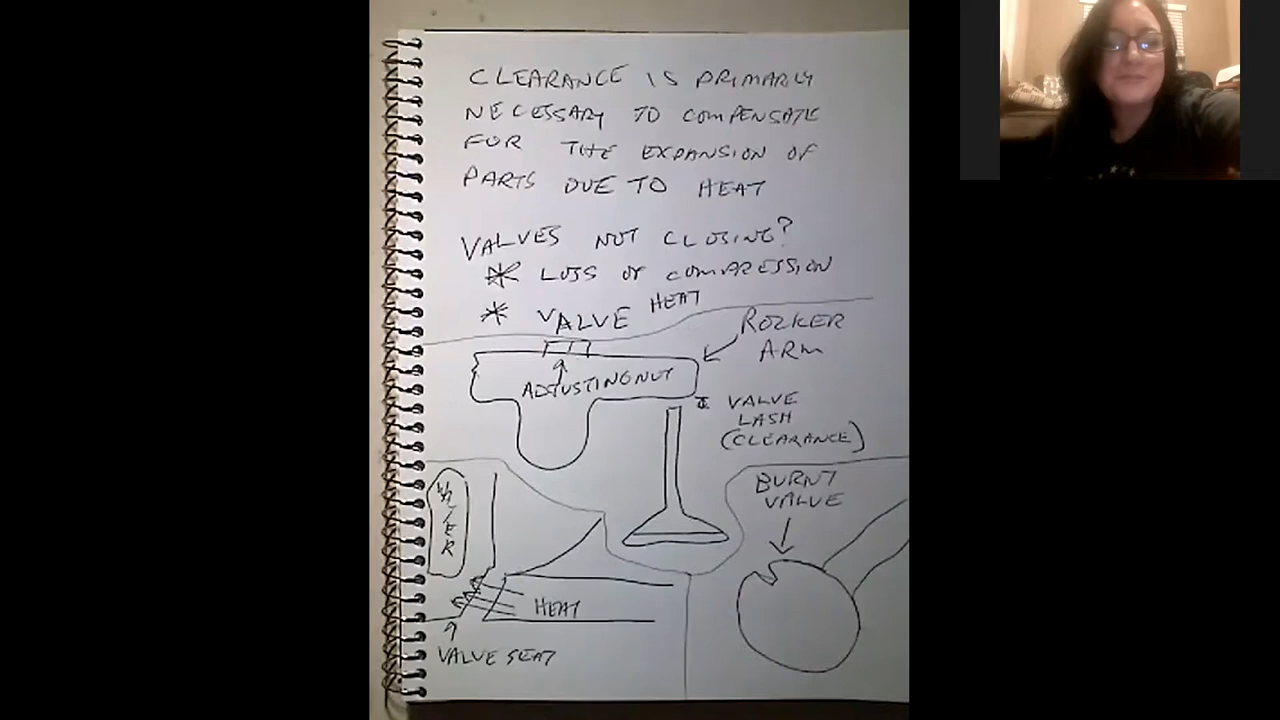 CLEARANCE IS PRIMARILY
NECESSARY TO COMPENSATE
FOR THE EXPANSION OF
PARTS DUE TO HEAT
VALVES NOT CLOSING?
* LOSS OF COMPRESSION
* VALVE HEAT
ROCKER
ARM
ADJUSTING NUT
VALVE
LASH
(CLEARANCE)
BURNT
VALVE
WATER
HEAT
VALVE SEAT